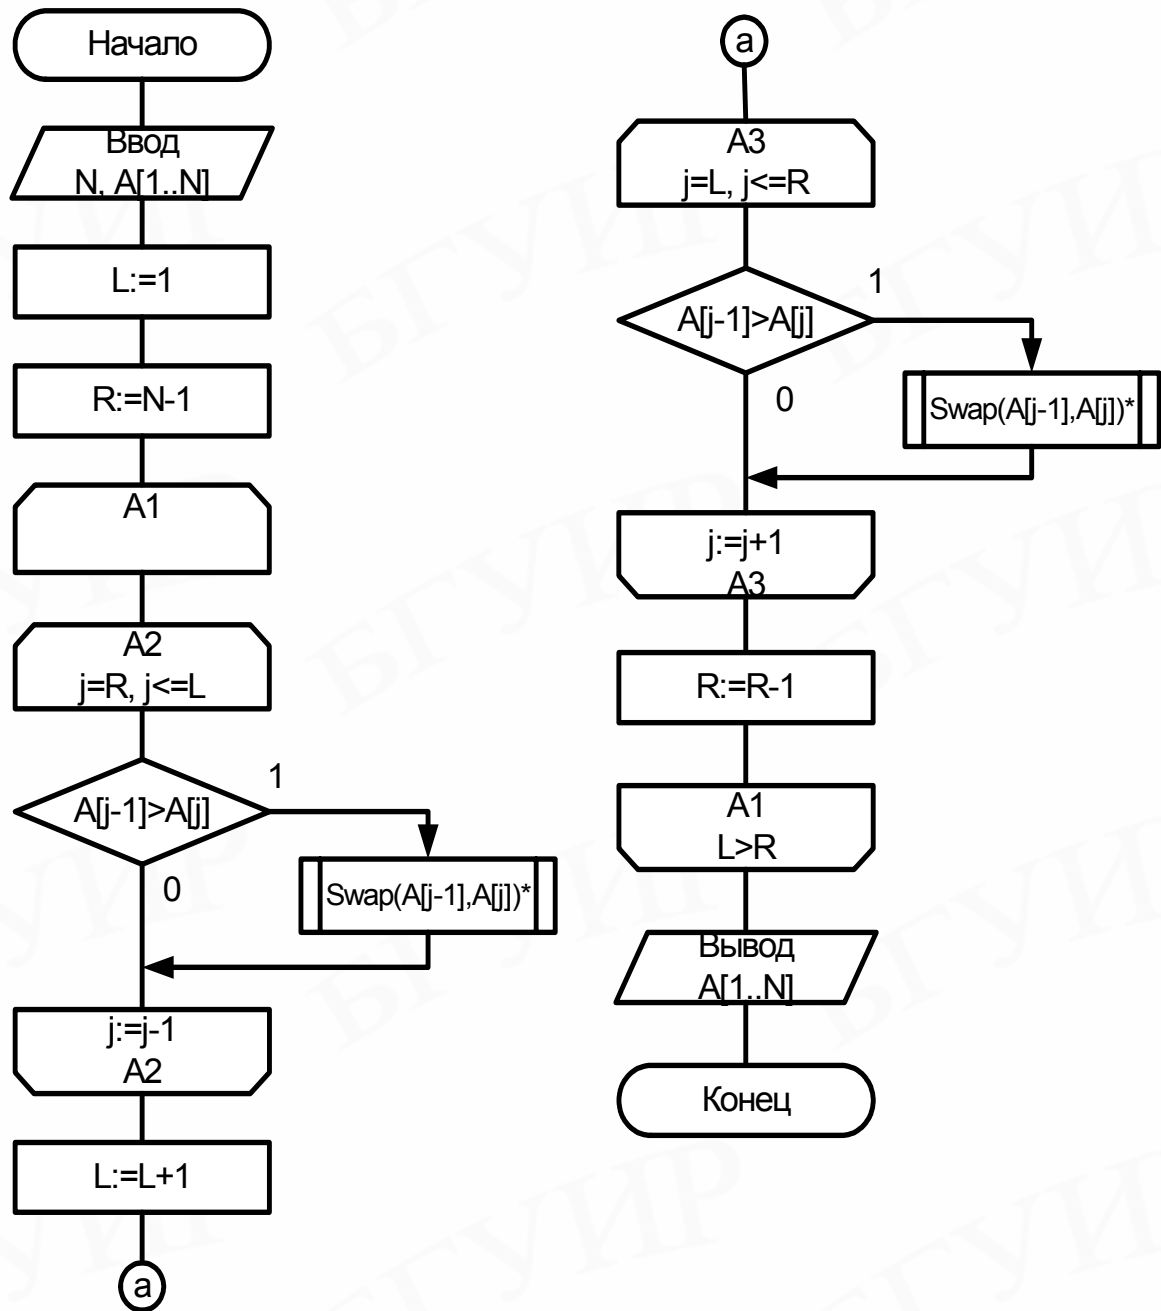 Начало
Ввод
N, A[1..N]
L:=1
R:=N-1
A1
A2
j=R, j<=L
A[j-1]>A[j]
1
0
Swap(A[j-1],A[j])*
j:=j-1
A2
L:=L+1
a
a
A3
j=L, j<=R
A[j-1]>A[j]
1
0
Swap(A[j-1],A[j])*
j:=j+1
A3
R:=R-1
A1
L>R
Вывод
A[1..N]
Конец
БГУИР